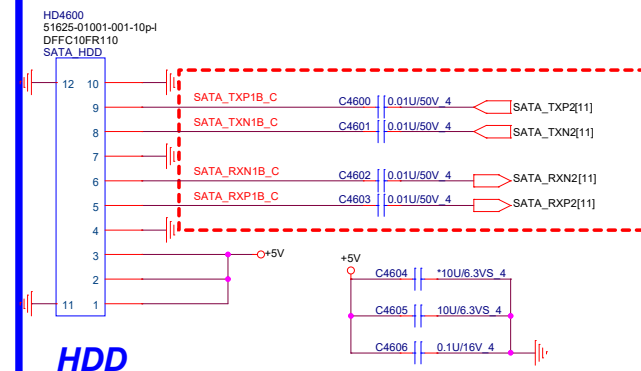 HD4600
51625-01001-001-10p-l
DFFC10FR110
SATA_HDD
12 10
9 SATA_TXP1B_C C4600 0.01U/50V_4 SATA_TXP2[11]
8 SATA_TXN1B_C C4601 0.01U/50V_4 SATA_TXN2[11]
7
6 SATA_RXN1B_C C4602 0.01U/50V_4 SATA_RXN2[11]
5 SATA_RXP1B_C C4603 0.01U/50V_4 SATA_RXP2[11]
4
3 +5V
2
11 1
+5V
C4604 *10U/6.3VS_4
C4605 10U/6.3VS_4
C4606 0.1U/16V_4
HDD